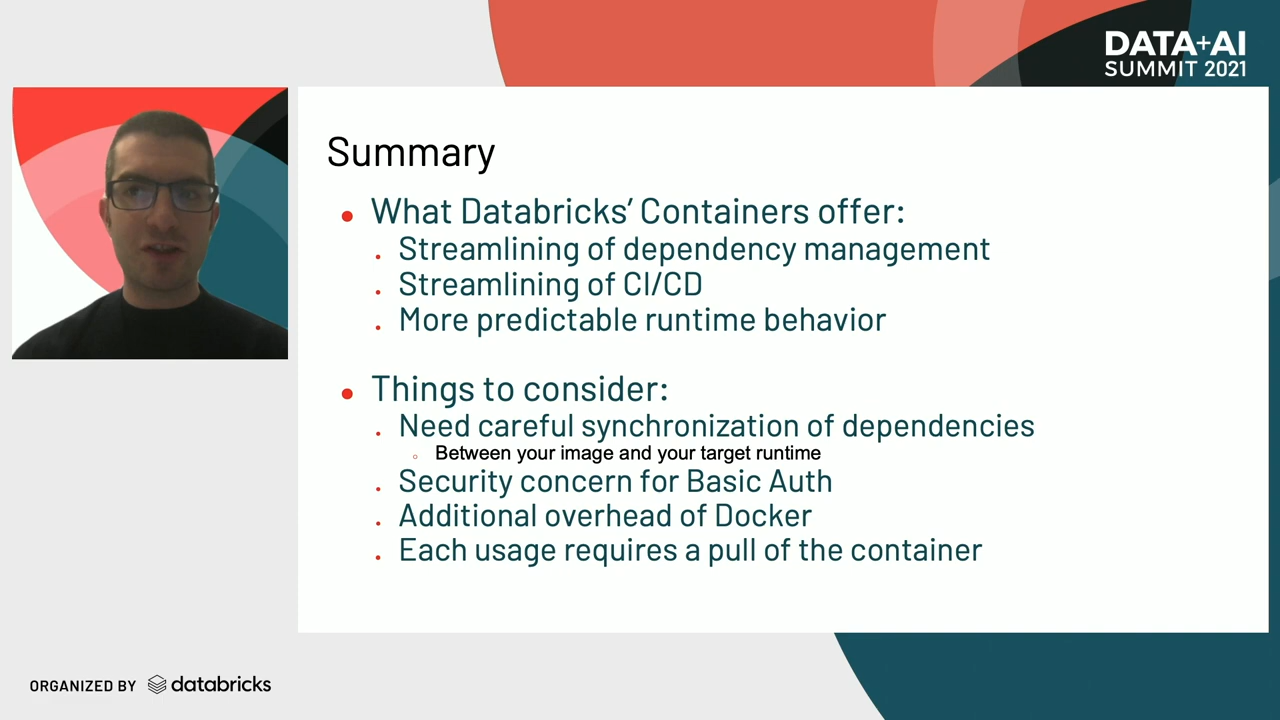 DATA+AI
SUMMIT 2021
Summary
What Databricks’ Containers offer:
Streamlining of dependency management
Streamlining of CI/CD
More predictable runtime behavior
Things to consider:
Need careful synchronization of dependencies
Between your image and your target runtime
Security concern for Basic Auth
Additional overhead of Docker
Each usage requires a pull of the container
ORGANIZED BY databricks